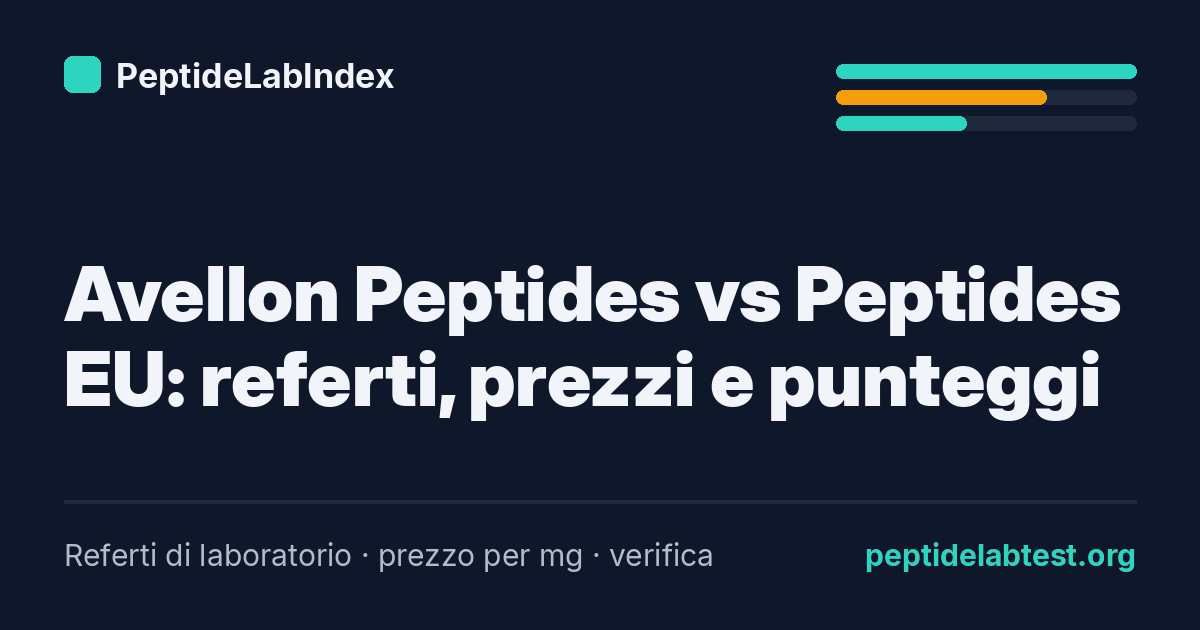 PeptideLabIndex
Avellon Peptides vs Peptides
EU: referti, prezzi e punteggi
Referti di laboratorio · prezzo per mg · verifica
peptidelabtest.org